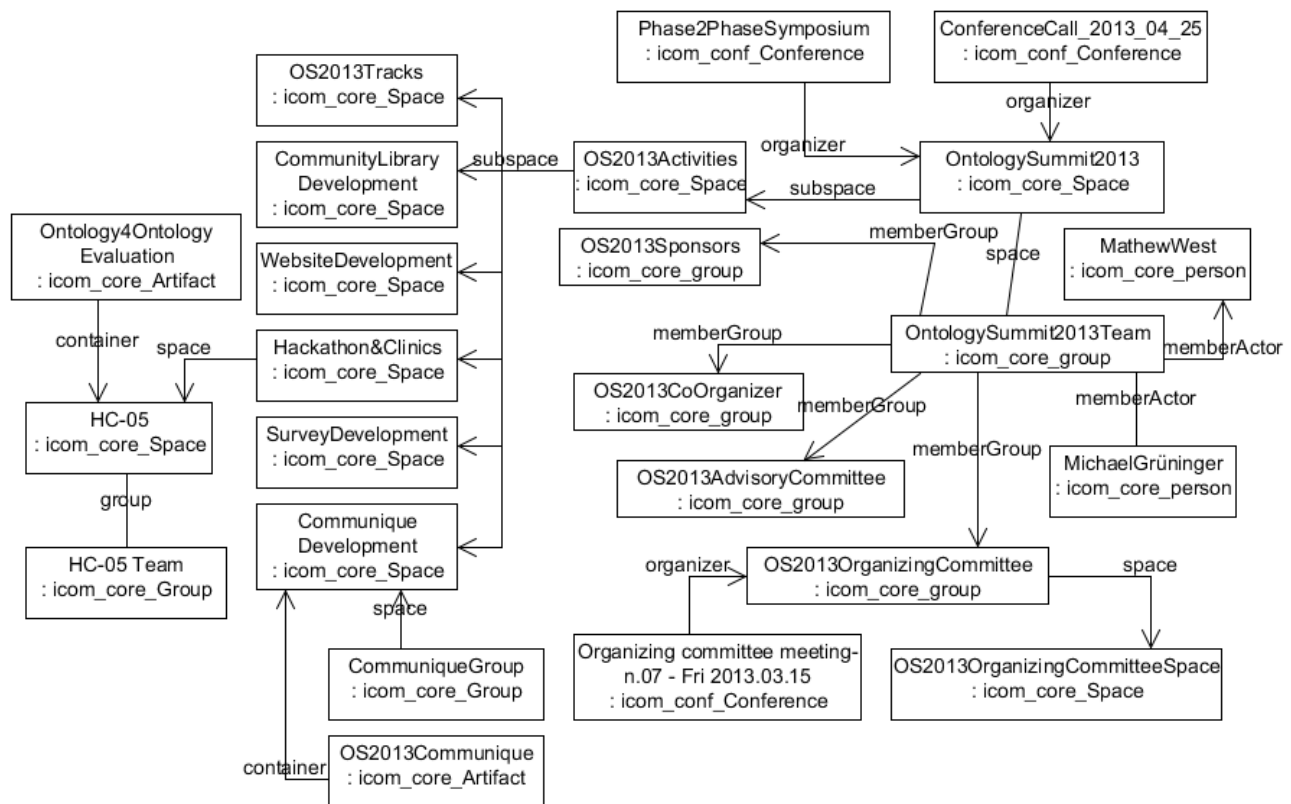 Phase2PhaseSymposium
: icom_conf_Conference
ConferenceCall_2013_04_25
: icom_conf_Conference
OS2013Tracks
: icom_core_Space
organizer
organizer
CommunityLibrary
Development
: icom_core_Space
subspace
OS2013Activities
: icom_core_Space
OntologySummit2013
: icom_core_Space
subspace
Ontology4Ontology
Evaluation
: icom_core_Artifact
OS2013Sponsors
: icom_core_group
memberGroup
space
MathewWest
: icom_core_person
WebsiteDevelopment
: icom_core_Space
container
space
Hackathon&Clinics
: icom_core_Space
memberGroup
OntologySummit2013Team
: icom_core_group
memberActor
OS2013CoOrganizer
: icom_core_group
memberGroup
memberActor
HC-05
: icom_core_Space
SurveyDevelopment
: icom_core_Space
memberGroup
OS2013AdvisoryCommittee
: icom_core_group
MichaelGrüninger
: icom_core_person
group
Communique
Development
: icom_core_Space
HC-05 Team
: icom_core_Group
organizer
OS2013OrganizingCommittee
: icom_core_group
space
space
CommuniqueGroup
: icom_core_Group
Organizing committee meeting-
n.07 - Fri 2013.03.15
: icom_conf_Conference
OS2013OrganizingCommitteeSpace
: icom_core_Space
container
OS2013Communique
: icom_core_Artifact